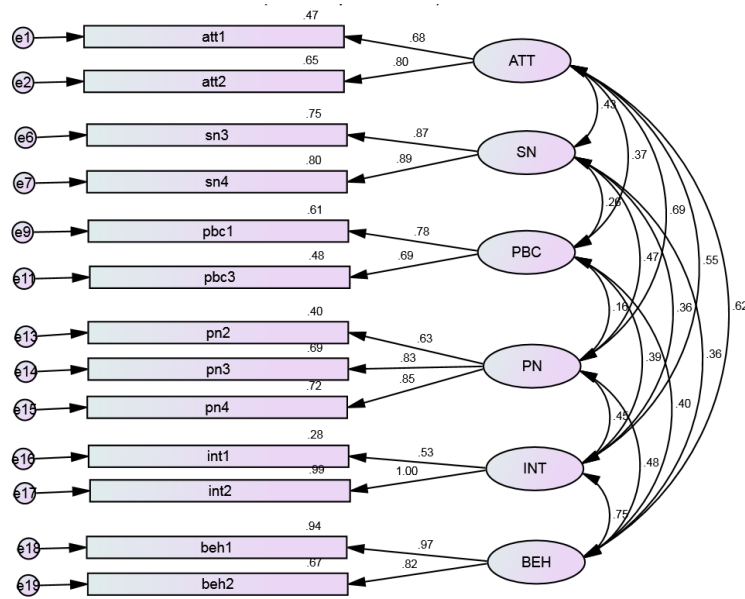 .47
e1 att1 .68 ATT
.65
e2 att2 .80
.43
.75
e6 sn3 .87 SN
.37
.80
e7 sn4 .89
.26 .69
.61
e9 pbc1 .78 PBC
.47 .55
.48
e11 pbc3 .69
.16 .36 .62
.40
e13 pn2 .63
.69
e14 pn3 .83 PN
.39 .36
.72
e15 pn4 .85
.45 .40
.28
e16 int1 .53 INT
.48
.99
e17 int2 1.00
.75
.94
e18 beh1 .97 BEH
.67
e19 beh2 .82